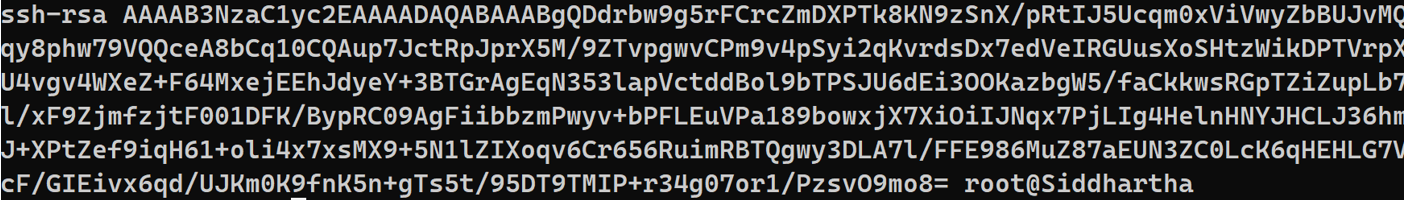 ssh-rsa AAAAB3NzaC1yc2EAAAADAQABAAABgQDdrbw9g5rFCrcZmDXPTk8KN9zSnX/pRtIJ5Ucqm0xViVwyZbBUJvMQ
qy8phw79VQQceA8bCq10CQAup7JctRpJprX5M/9ZTvpgwvCPm9v4pSyi2qKvrdsDx7edVeIRGUusXoSHtzWikDPTVrpX
U4vgv4WXeZ+F64MxejEEhJdyeY+3BTGrAgEqN353lapVctddBol9bTPSJU6dEi3OOKazbgW5/faCkkwsRGpTZiZupLb7
l/xF9ZjmfzjtF001DFK/BypRC09AgFiibbzmPwyv+bPFLEuVPa189bowxjX7XiOiIJNqx7PjLIg4HelnHNYJHCLJ36hm
J+XPtZef9iqH61+oli4x7xsMX9+5N1lZIXoqv6Cr656RuimRBTQgwy3DLA7l/FFE986MuZ87aEUN3ZC0LcK6qHEHLG7V
cF/GIEivx6qd/UJKm0K9fnK5n+gTs5t/95DT9TMIP+r34g07or1/PzsvO9mo8= root@Siddhartha